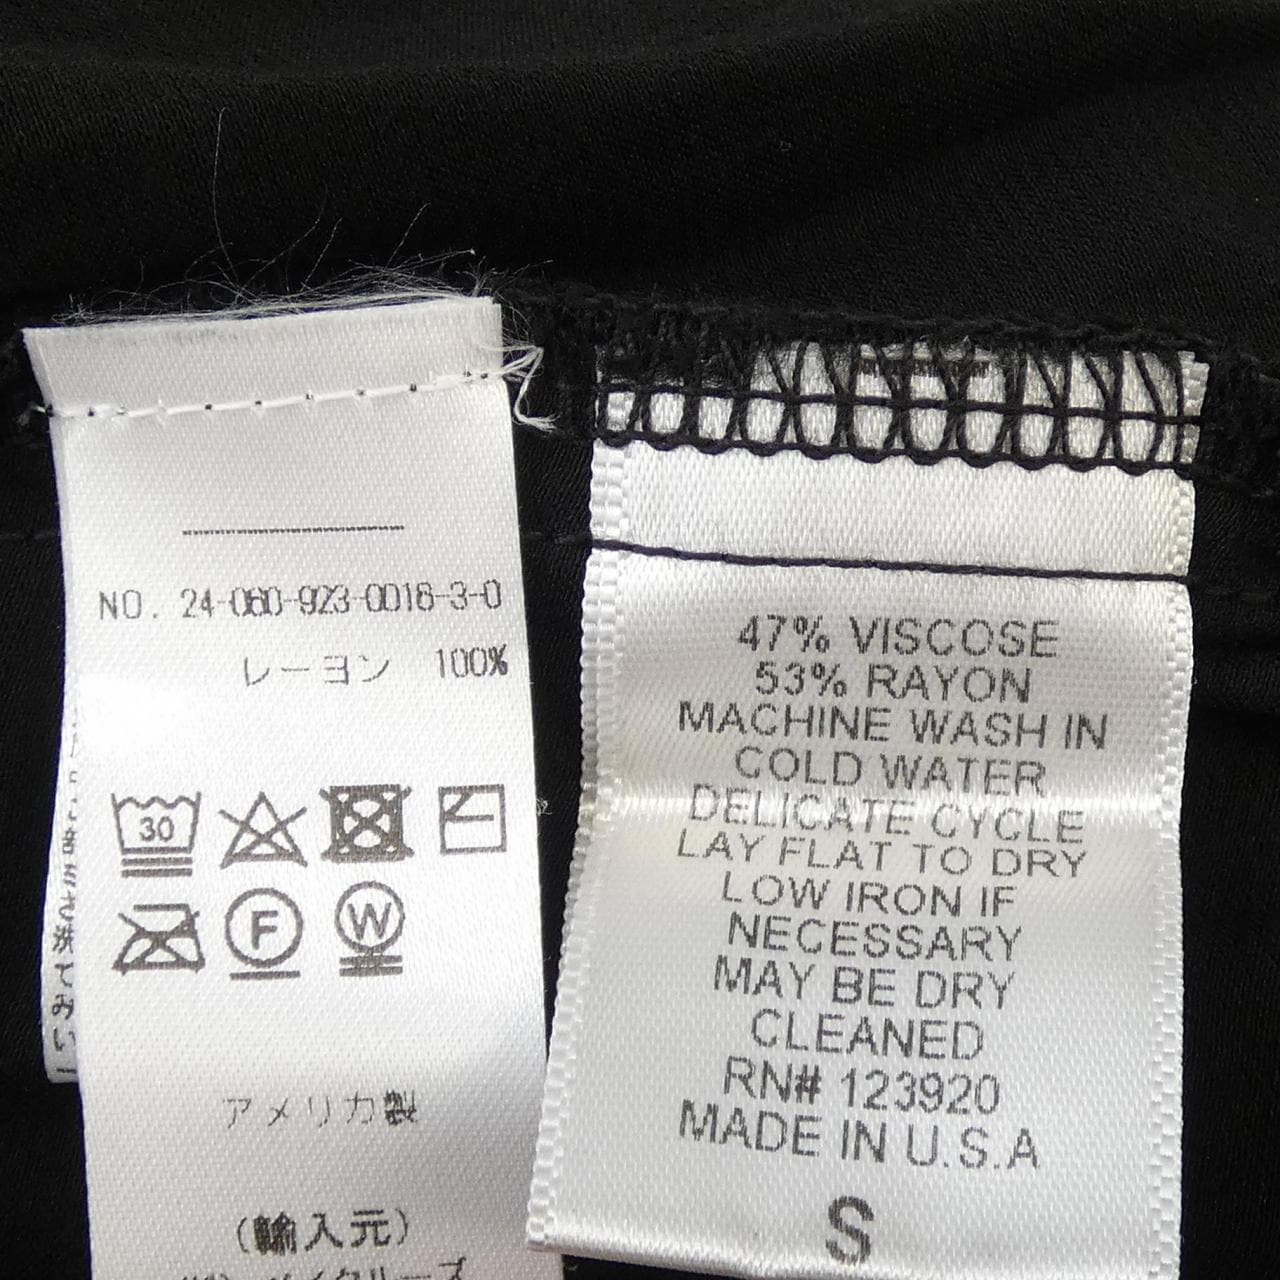 NO. 24-060-923-0016-3-0
レーヨン 100%
30
F
W
アメリカ製
(輸入元)
47% VISCOSE
53% RAYON
MACHINE WASH IN
COLD WATER
DELICATE CYCLE
LAY FLAT TO DRY
LOW IRON IF
NECESSARY
MAY BE DRY
CLEANED
RN# 123920
MADE IN U.S.A
S